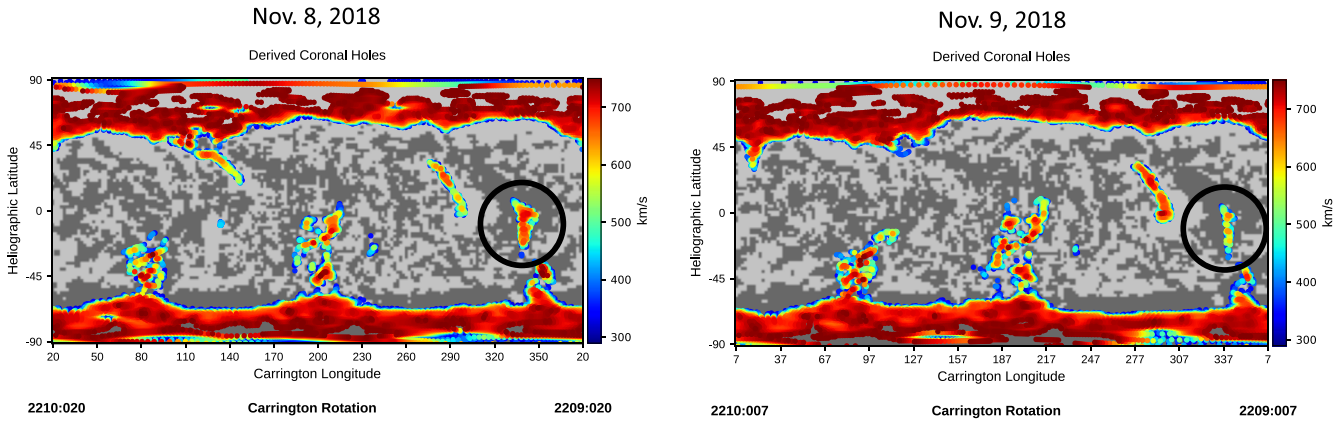 Nov. 8, 2018
Derived Coronal Holes
90
45
0
-45
-90
Heliographic Latitude
20 50 80 110 140 170 200 230 260 290 320 350 20
Carrington Longitude
700
600
500
400
300
km/s
2210:020 Carrington Rotation 2209:020
Nov. 9, 2018
Derived Coronal Holes
90
45
0
-45
-90
Heliographic Latitude
7 37 67 97 127 157 187 217 247 277 307 337 7
Carrington Longitude
700
600
500
400
300
km/s
2210:007 Carrington Rotation 2209:007